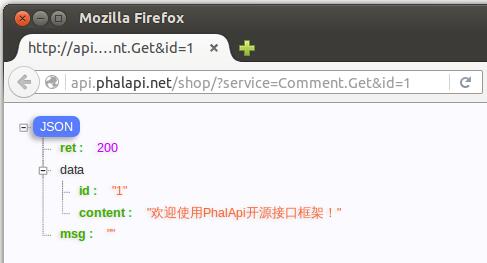 Mozilla Firefox
http://api....nt.Get&id=1
api.phalapi.net/shop/?service=Comment.Get&id=1
JSON
ret : 200
data
id : "1"
content : "欢迎使用PhalApi开源接口框架！"
msg : ""